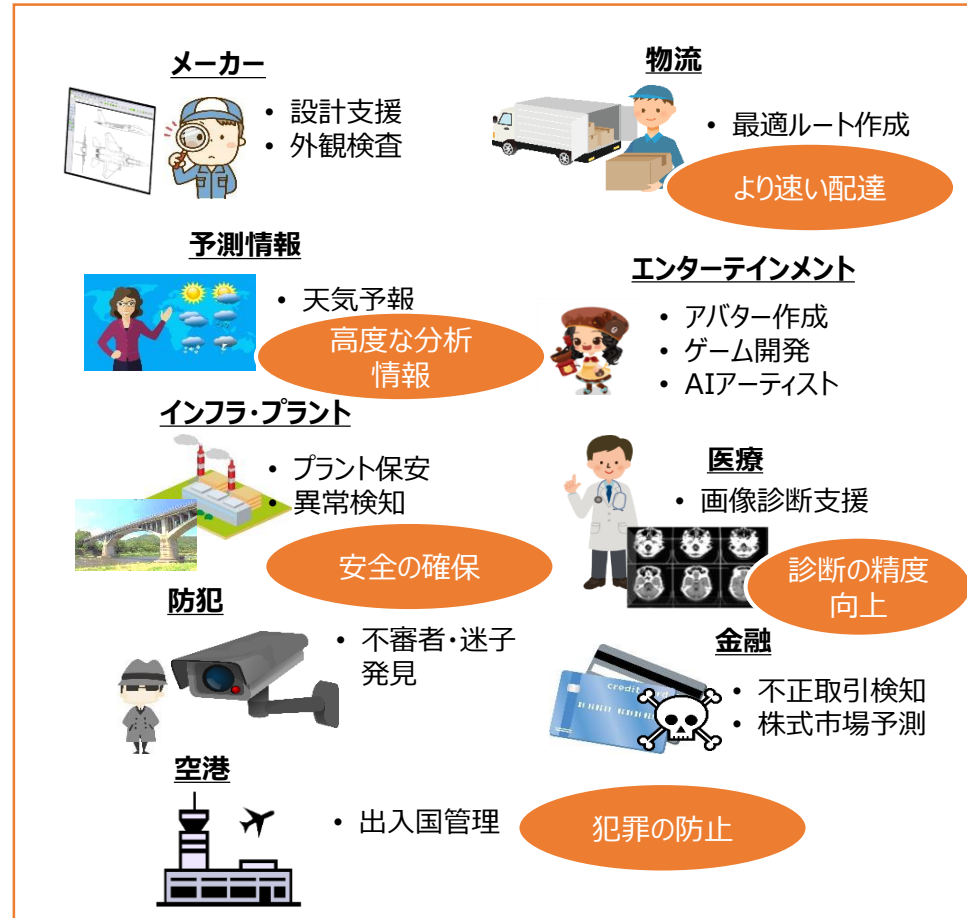 メーカー
• 設計支援
• 外観検査
物流
• 最適ルート作成
より速い配達
予測情報
• 天気予報
高度な分析
情報
エンターテインメント
• アバター作成
• ゲーム開発
• AIアーティスト
インフラ・プラント
• プラント保安
• 異常検知
安全の確保
医療
• 画像診断支援
診断の精度
向上
防犯
• 不審者・迷子
発見
金融
credit card
• 不正取引検知
• 株式市場予測
空港
• 出入国管理
犯罪の防止